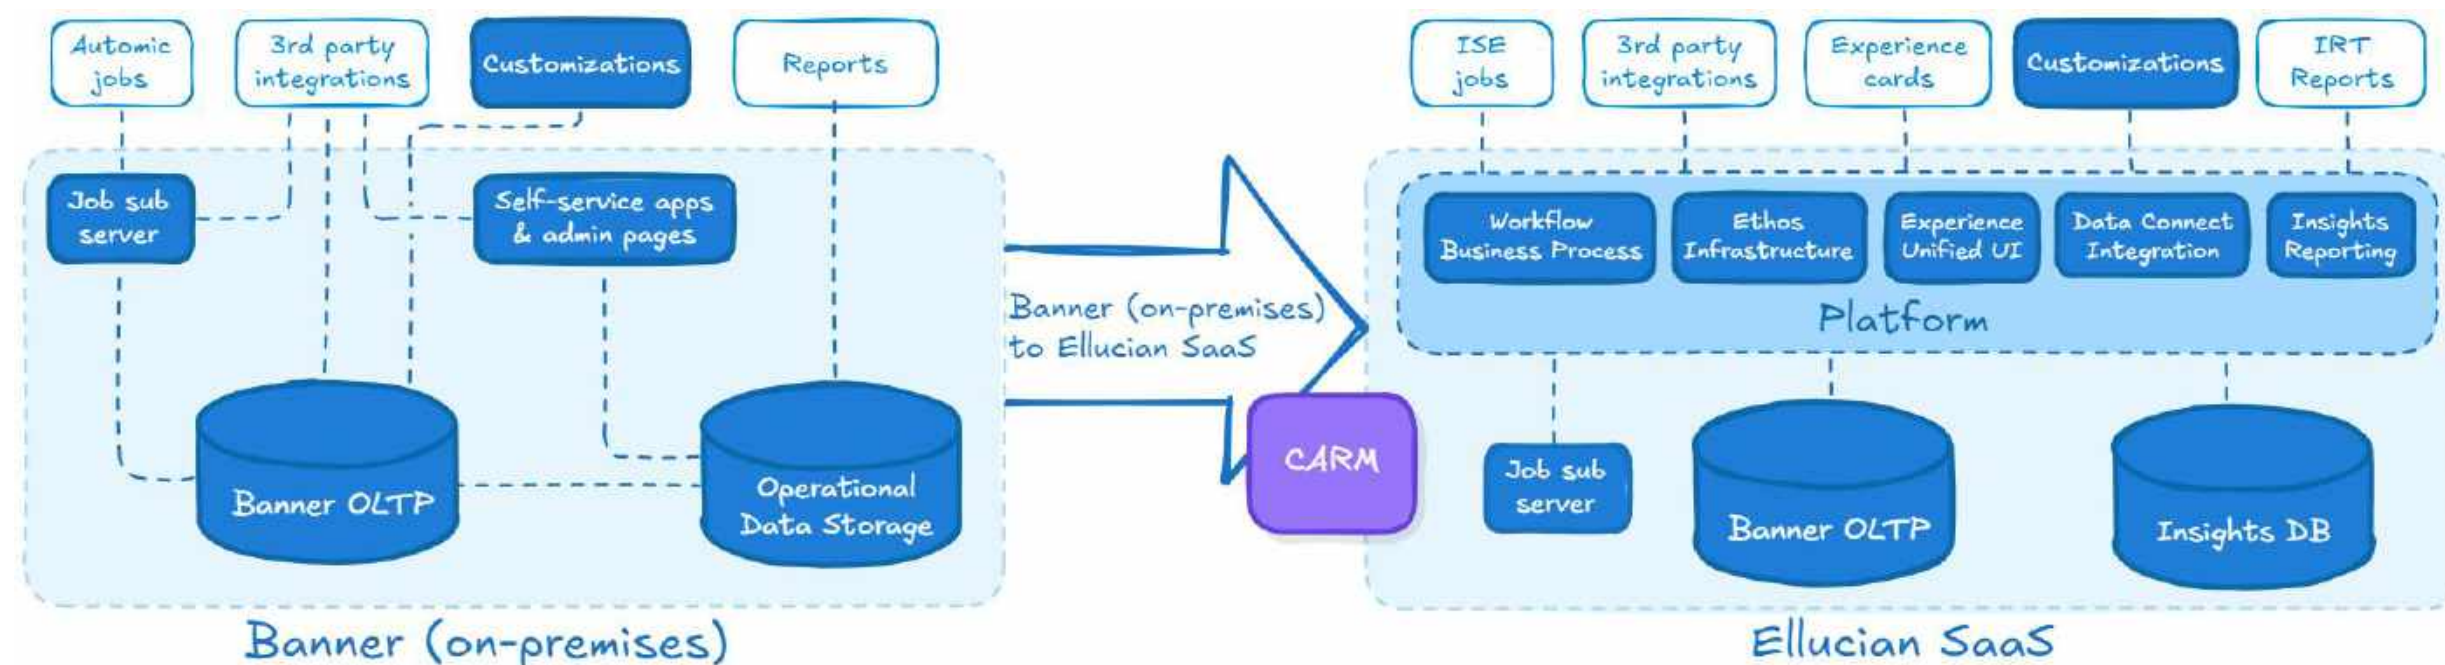 Automic
jobs
3rd party
integrations
Customizations
Reports
Job sub
server
Self-service apps
& admin pages
Banner OLTP
Operational
Data Storage
Banner (on-premises)
Banner (on-premises)
to Ellucian SaaS
CARM
ISE
jobs
3rd party
integrations
Experience
cards
Customizations
IRT
Reports
Workflow
Business Process
Ethos
Infrastructure
Experience
Unified UI
Data Connect
Integration
Insights
Reporting
Platform
Job sub
server
Banner OLTP
Insights DB
Ellucian SaaS